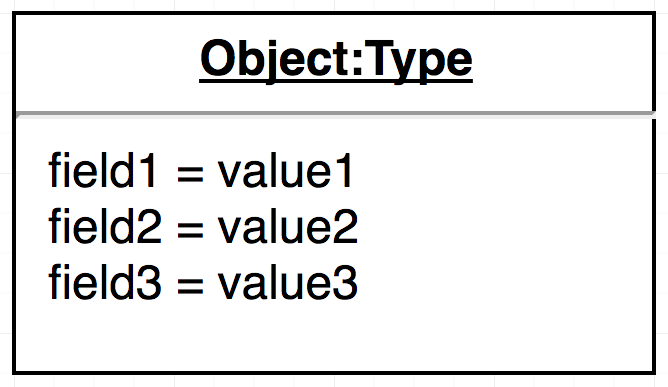 Object:Type
field1 = value1
field2 = value2
field3 = value3